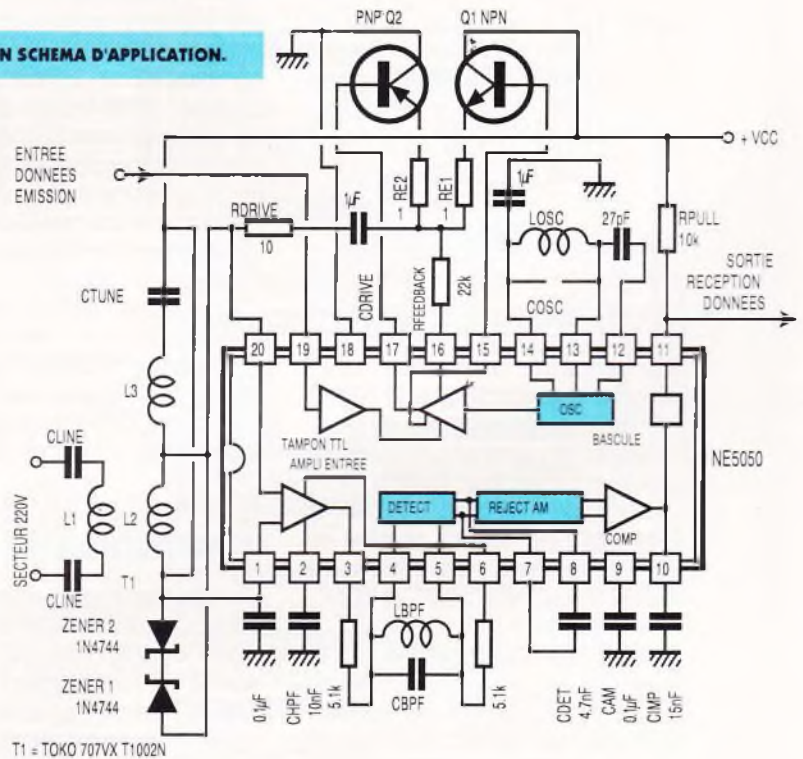 N SCHEMA D'APPLICATION.
PNP Q2
Q1 NPN
+ VCC
ENTREE
DONNEES
EMISSION
RDRIVE
10
1µF
RE2
1
RE1
1
1µF
LOSC
27pF
RPULL
10k
SORTIE
RECEPTION
DONNEES
CTUNE
CDRIVE
RFEEDBACK
22k
COSC
20
19
18
17
16
15
14
13
12
11
L3
OSC
TAMPON TTL
BASCULE
NE5050
AMPLI ENTREE
CLINE
SECTEUR 220V
L1
L2
DETECT
REJECT AM
COMP
CLINE
T1
1
2
3
4
5
6
7
8
9
10
ZENER 2
1N4744
ZENER 1
1N4744
0.1µF
CHPF
10nF
5.1k
LBPF
CBPF
5.1k
CDET
4.7nF
CAM
0.1µF
CIMP
15nF
T1 = TOKO 707VX T1002N